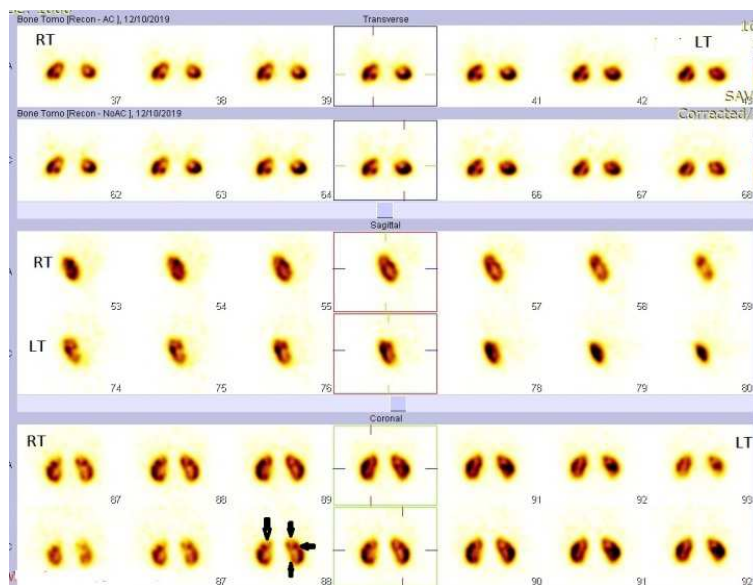 Bone Tomo [Recon - AC ], 12/10/2019 Transverse
RT LT
37 38 39 41 42
SAV
Bone Tomo [Recon - NoAC ], 12/10/2019 Corrected/
62 63 64 66 67 68
Sagittal
RT
53 54 55 57 58 59
LT
74 75 76 78 79 80
Coronal
RT LT
87 88 89 91 92 93
87 88 90 91 92